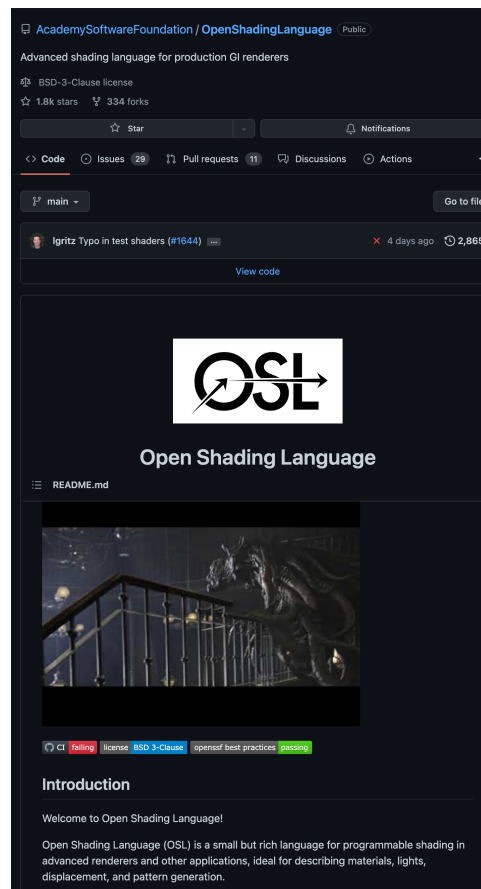 AcademySoftwareFoundation / OpenShadingLanguage Public
Advanced shading language for production GI renderers
BSD-3-Clause license
1.8k stars 334 forks
Star
Notifications
Code Issues 29 Pull requests 11 Discussions Actions
main
Go to file
lgritz Typo in test shaders (#1644) ... 4 days ago 2,865
View code
OSL
Open Shading Language
README.md
CI failing license BSD 3-Clause openssf best practices passing
Introduction
Welcome to Open Shading Language!
Open Shading Language (OSL) is a small but rich language for programmable shading in
advanced renderers and other applications, ideal for describing materials, lights,
displacement, and pattern generation.